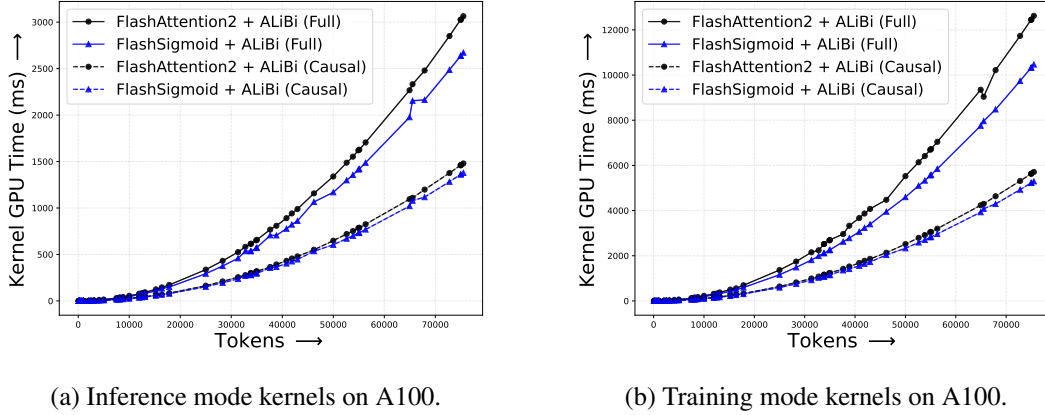 FlashAttention2 + ALiBi (Full)
FlashSigmoid + ALiBi (Full)
FlashAttention2 + ALiBi (Causal)
FlashSigmoid + ALiBi (Causal)
Kernel GPU Time (ms) ⟶
3000
2500
2000
1500
1000
500
0
0 10000 20000 30000 40000 50000 60000 70000
Tokens ⟶
(a) Inference mode kernels on A100.
FlashAttention2 + ALiBi (Full)
FlashSigmoid + ALiBi (Full)
FlashAttention2 + ALiBi (Causal)
FlashSigmoid + ALiBi (Causal)
Kernel GPU Time (ms) ⟶
12000
10000
8000
6000
4000
2000
0
0 10000 20000 30000 40000 50000 60000 70000
Tokens ⟶
(b) Training mode kernels on A100.